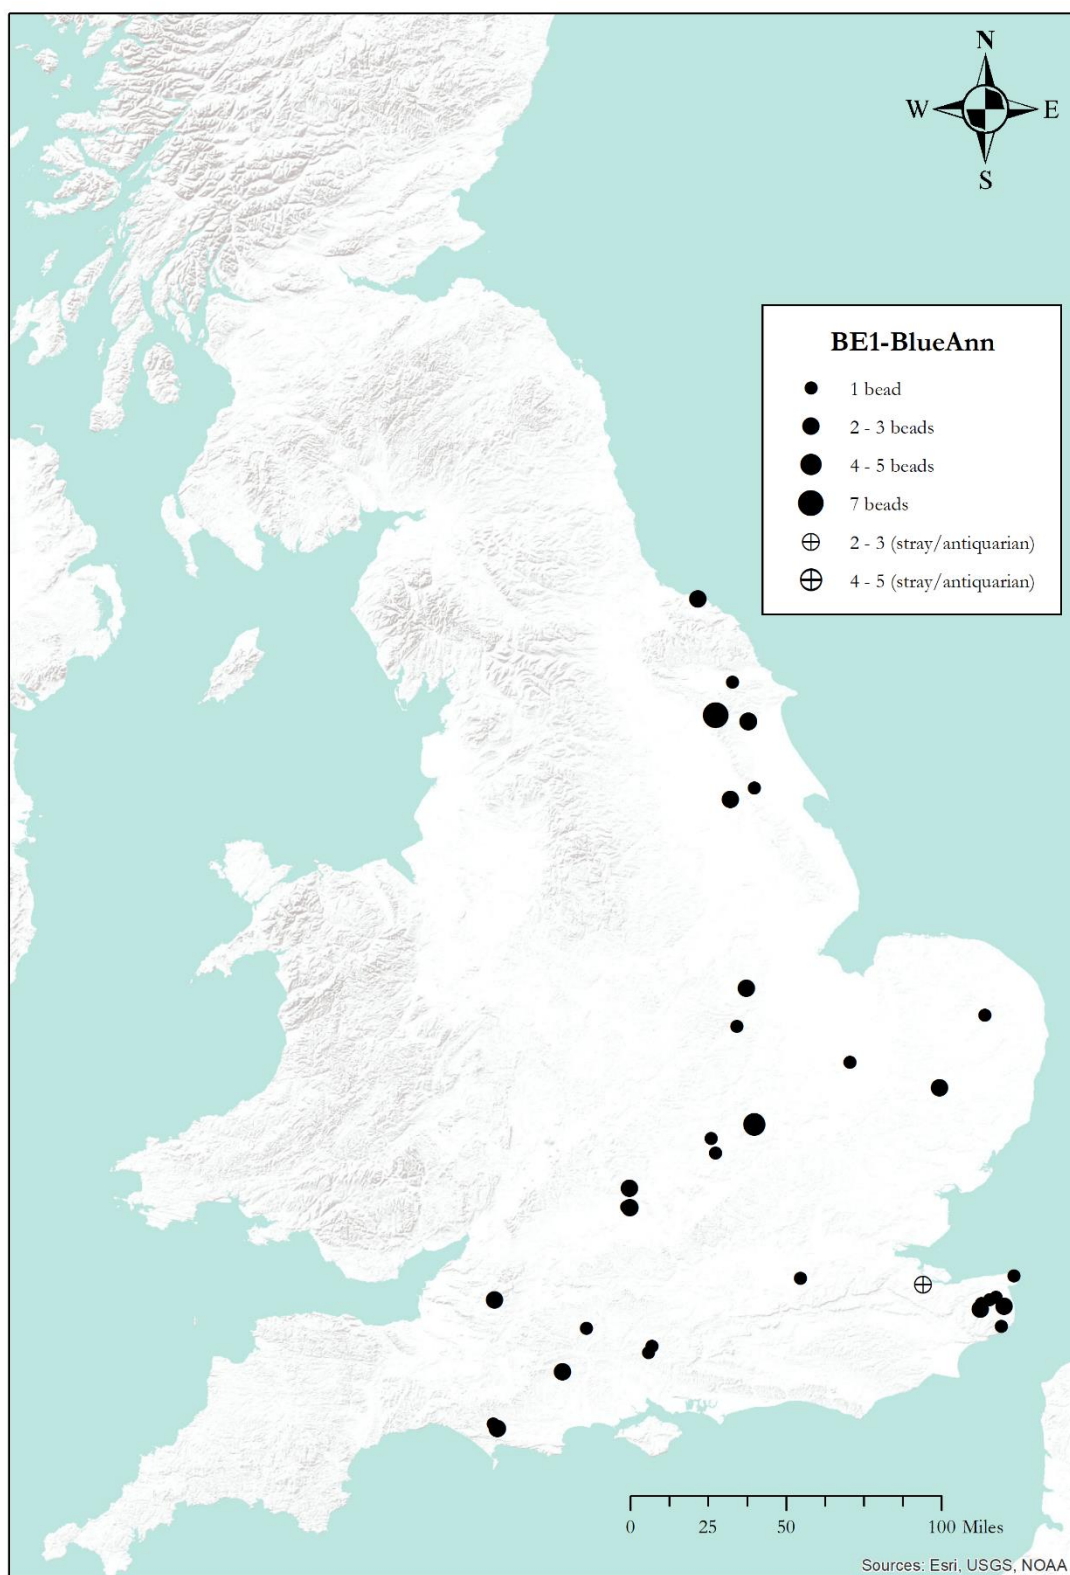 N
W E
S
BE1-BlueAnn
1 bead
2 - 3 beads
4 - 5 beads
7 beads
2 - 3 (stray/antiquarian)
4 - 5 (stray/antiquarian)
0 25 50 100 Miles
Sources: Esri, USGS, NOAA